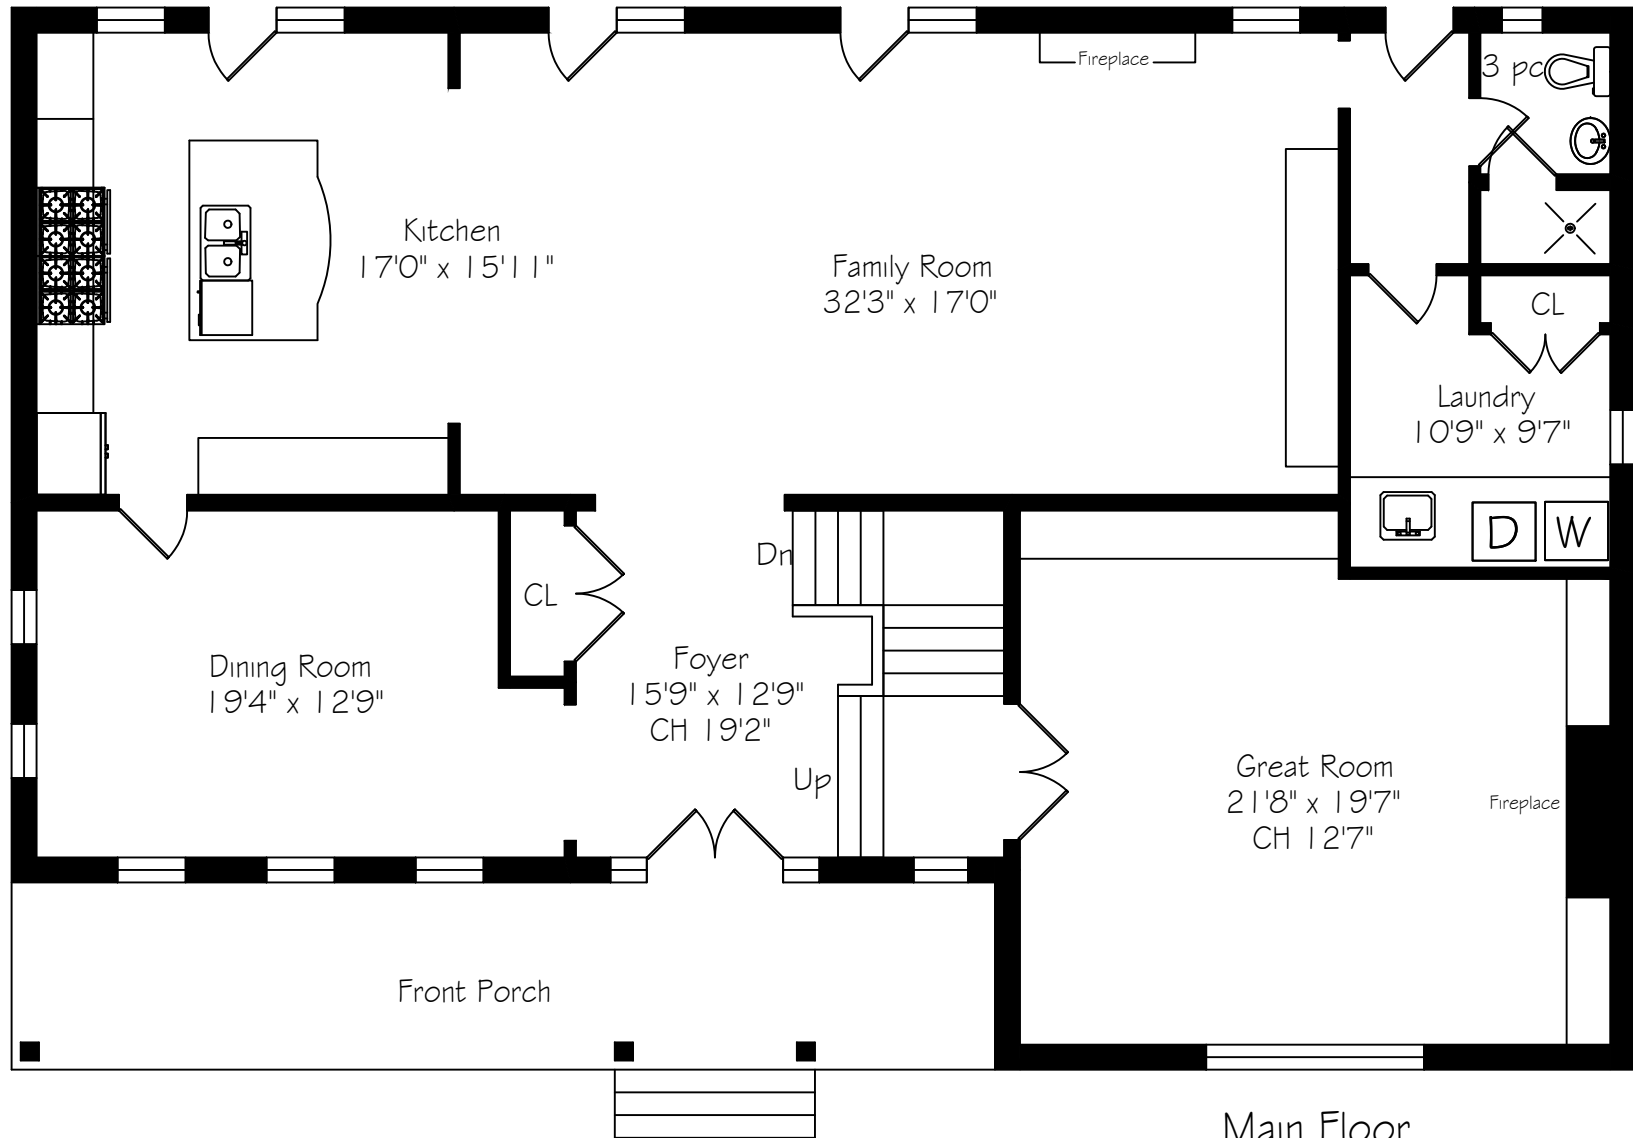 Fireplace
3 pc
Kitchen
17'0" x 15'11"
Family Room
32'3" x 17'0"
CL
Laundry
10'9" x 9'7"
D
W
Dn
CL
Dining Room
19'4" x 12'9"
Foyer
15'9" x 12'9"
CH 19'2"
Up
Great Room
21'8" x 19'7"
CH 12'7"
Fireplace
Front Porch
Main Floor